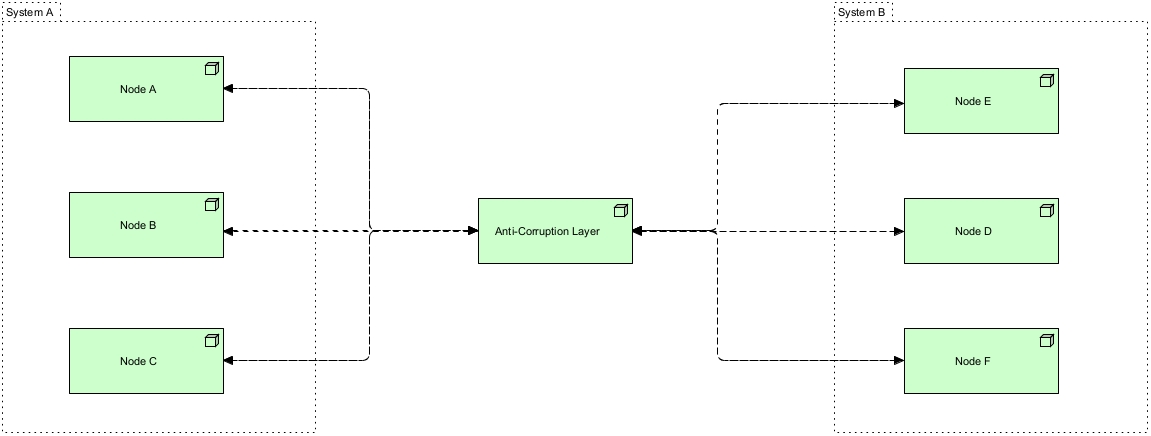 System A
System B
Node A
Node E
Node B
Anti-Corruption Layer
Node D
Node C
Node F